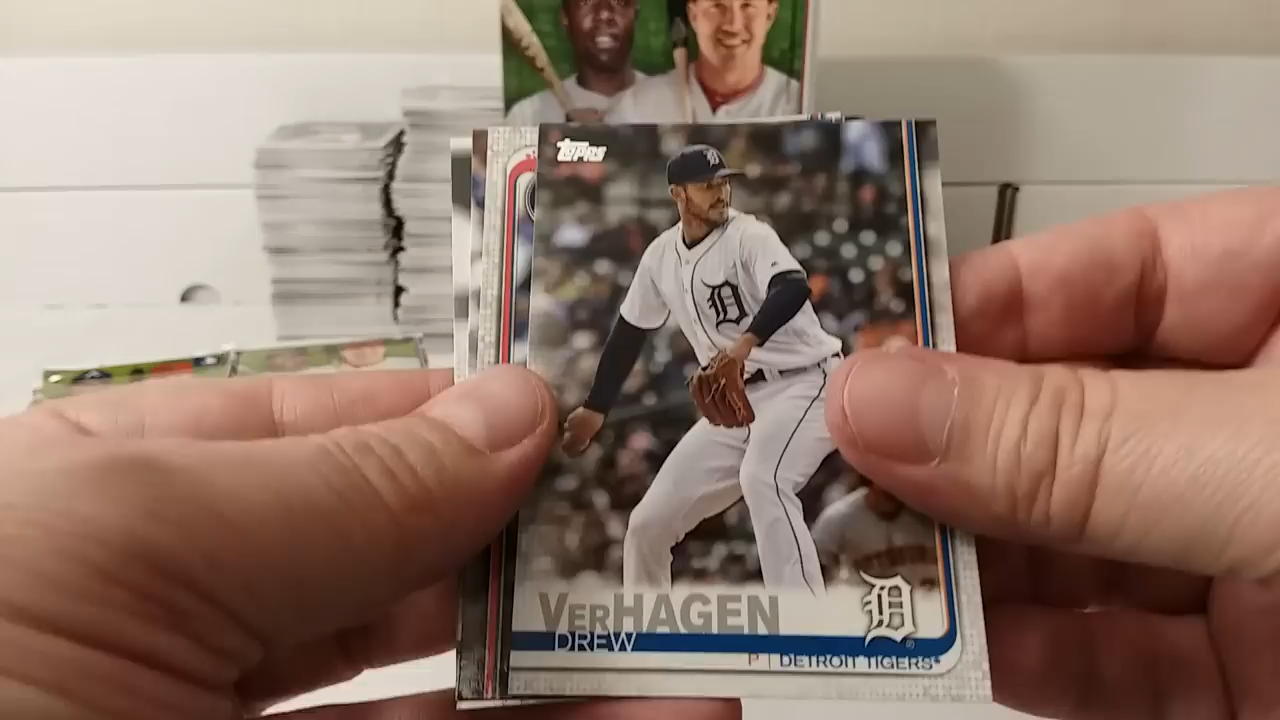 TOPPS
D
VERHAGEN
DREW
D
P | DETROIT TIGERS®